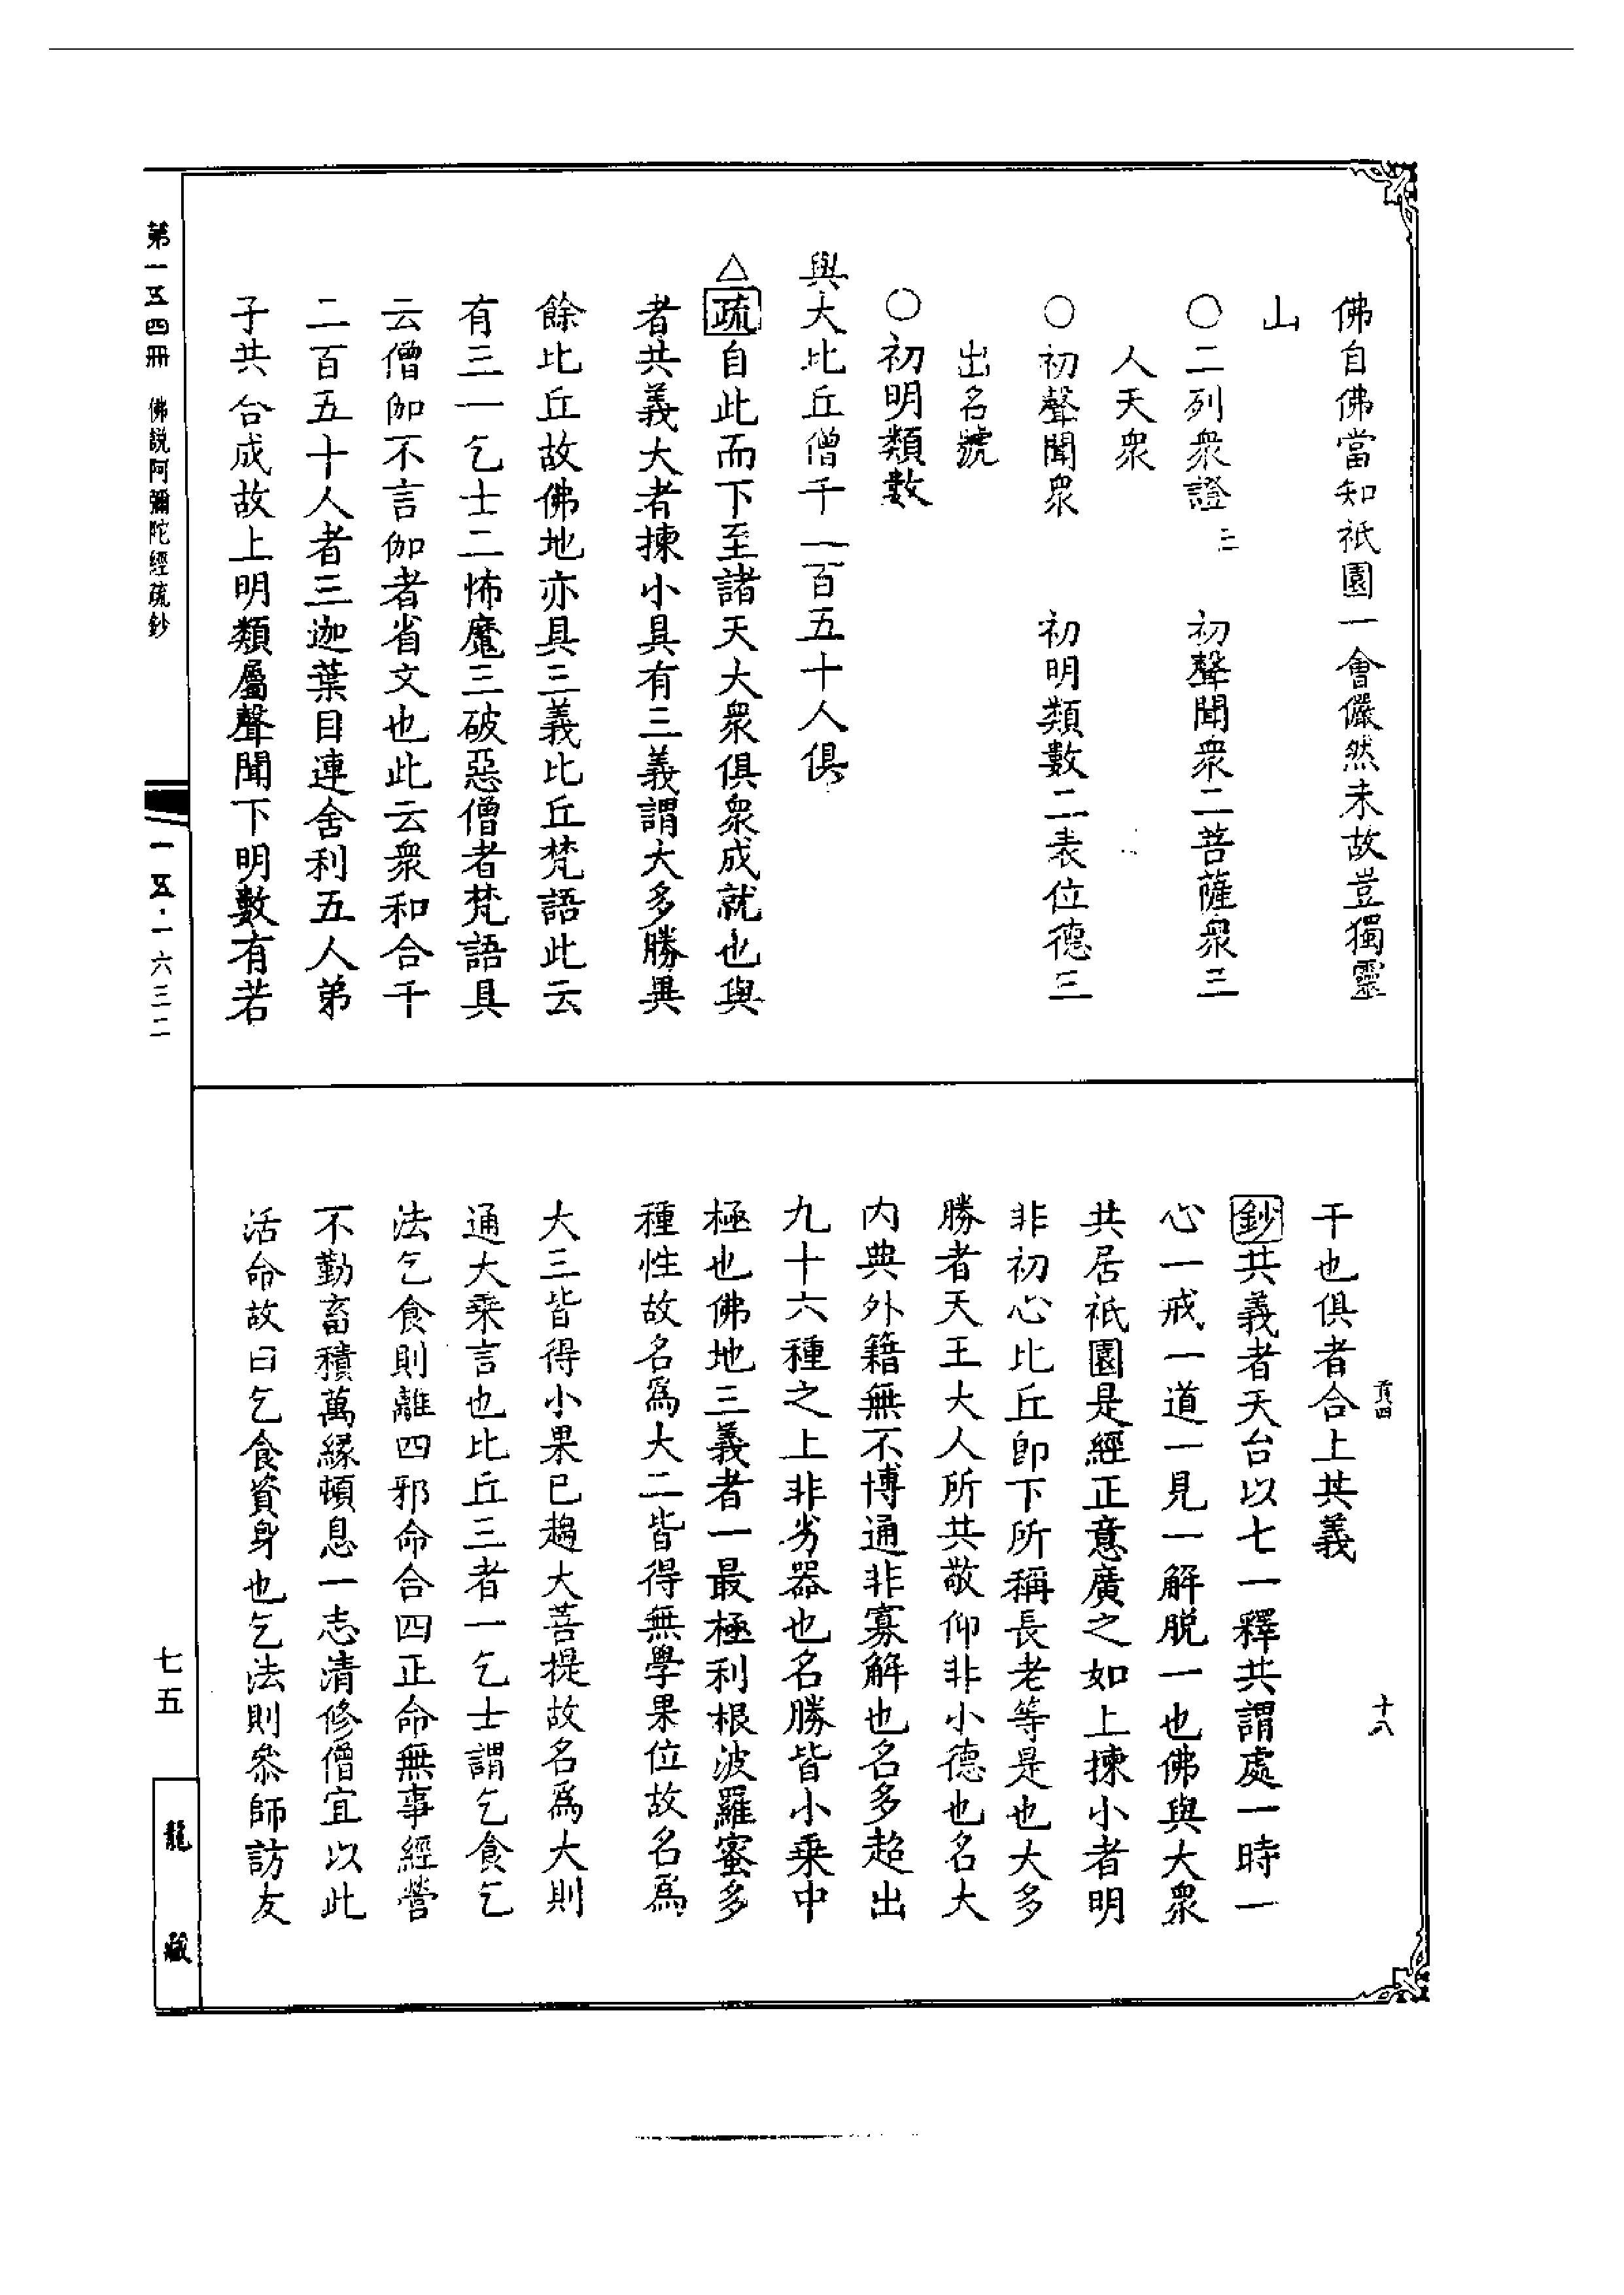 佛自佛當知祇園一會儼然未故豈獨靈
山
○二列衆證三　初聲聞衆二菩薩衆三
人天衆
○初聲聞衆　初明類數二表位德三
出名號
○初明類數
與大比丘僧千二百五十人俱
△疏自此而下至諸天大衆俱衆成就也與
者共義大者揀小具有三義謂大多勝異
餘比丘故佛地亦具三義比丘梵語此云
有三一乞士二怖魔三破惡僧者梵語具
云僧伽不言伽者省文也此云衆和合千
二百五十人者三迦葉目連舍利五人弟
子共合成故上明類屬聲聞下明數有若
干也俱者合上共義
鈔共義者天台以七一釋共謂處一時一
心一戒一道一見一解脫一也佛與大衆
共居祇園是經正意廣之如上揀小者明
非初心比丘卽下所稱長老等是也大多
勝者天王大人所共敬仰非小德也名大
內典外籍無不博通非寡解也名多超出
九十六種之上非劣器也名勝皆小乘中
極也佛地三義者一最極利根波羅蜜多
種性故名爲大二皆得無學果位故名爲
大三皆得小果已趨大菩提故名爲大則
通大乘言也比丘三者一乞士謂乞食乞
法乞食則離四邪命合四正命無事經營
不勤畜積萬緣頓息一志清修僧宜以此
活命故曰乞食資身也乞法則叅師訪友
十八
第一五四冊　佛説阿彌陀經疏鈔
一五·一六三二
七五
龍藏